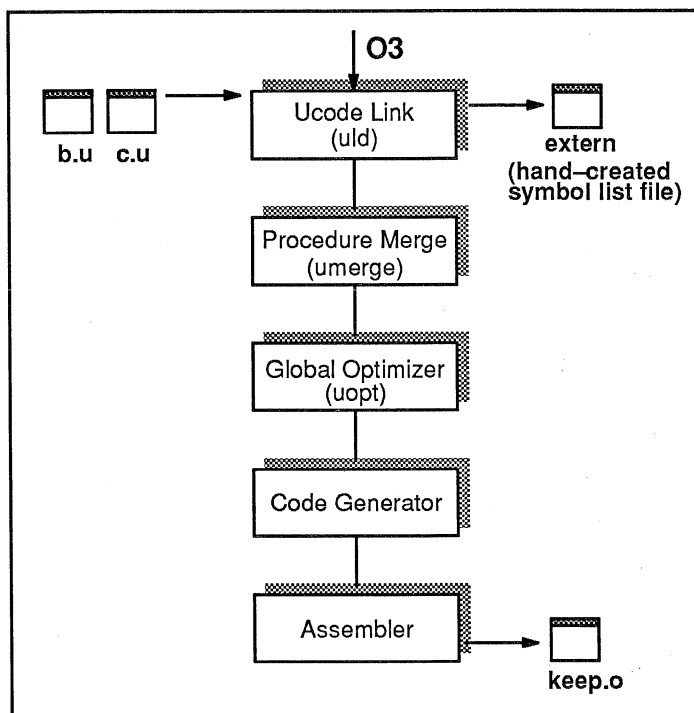 O3
b.u c.u
Ucode Link
(uld)
extern
(hand–created
symbol list file)
Procedure Merge
(umerge)
Global Optimizer
(uopt)
Code Generator
Assembler
keep.o